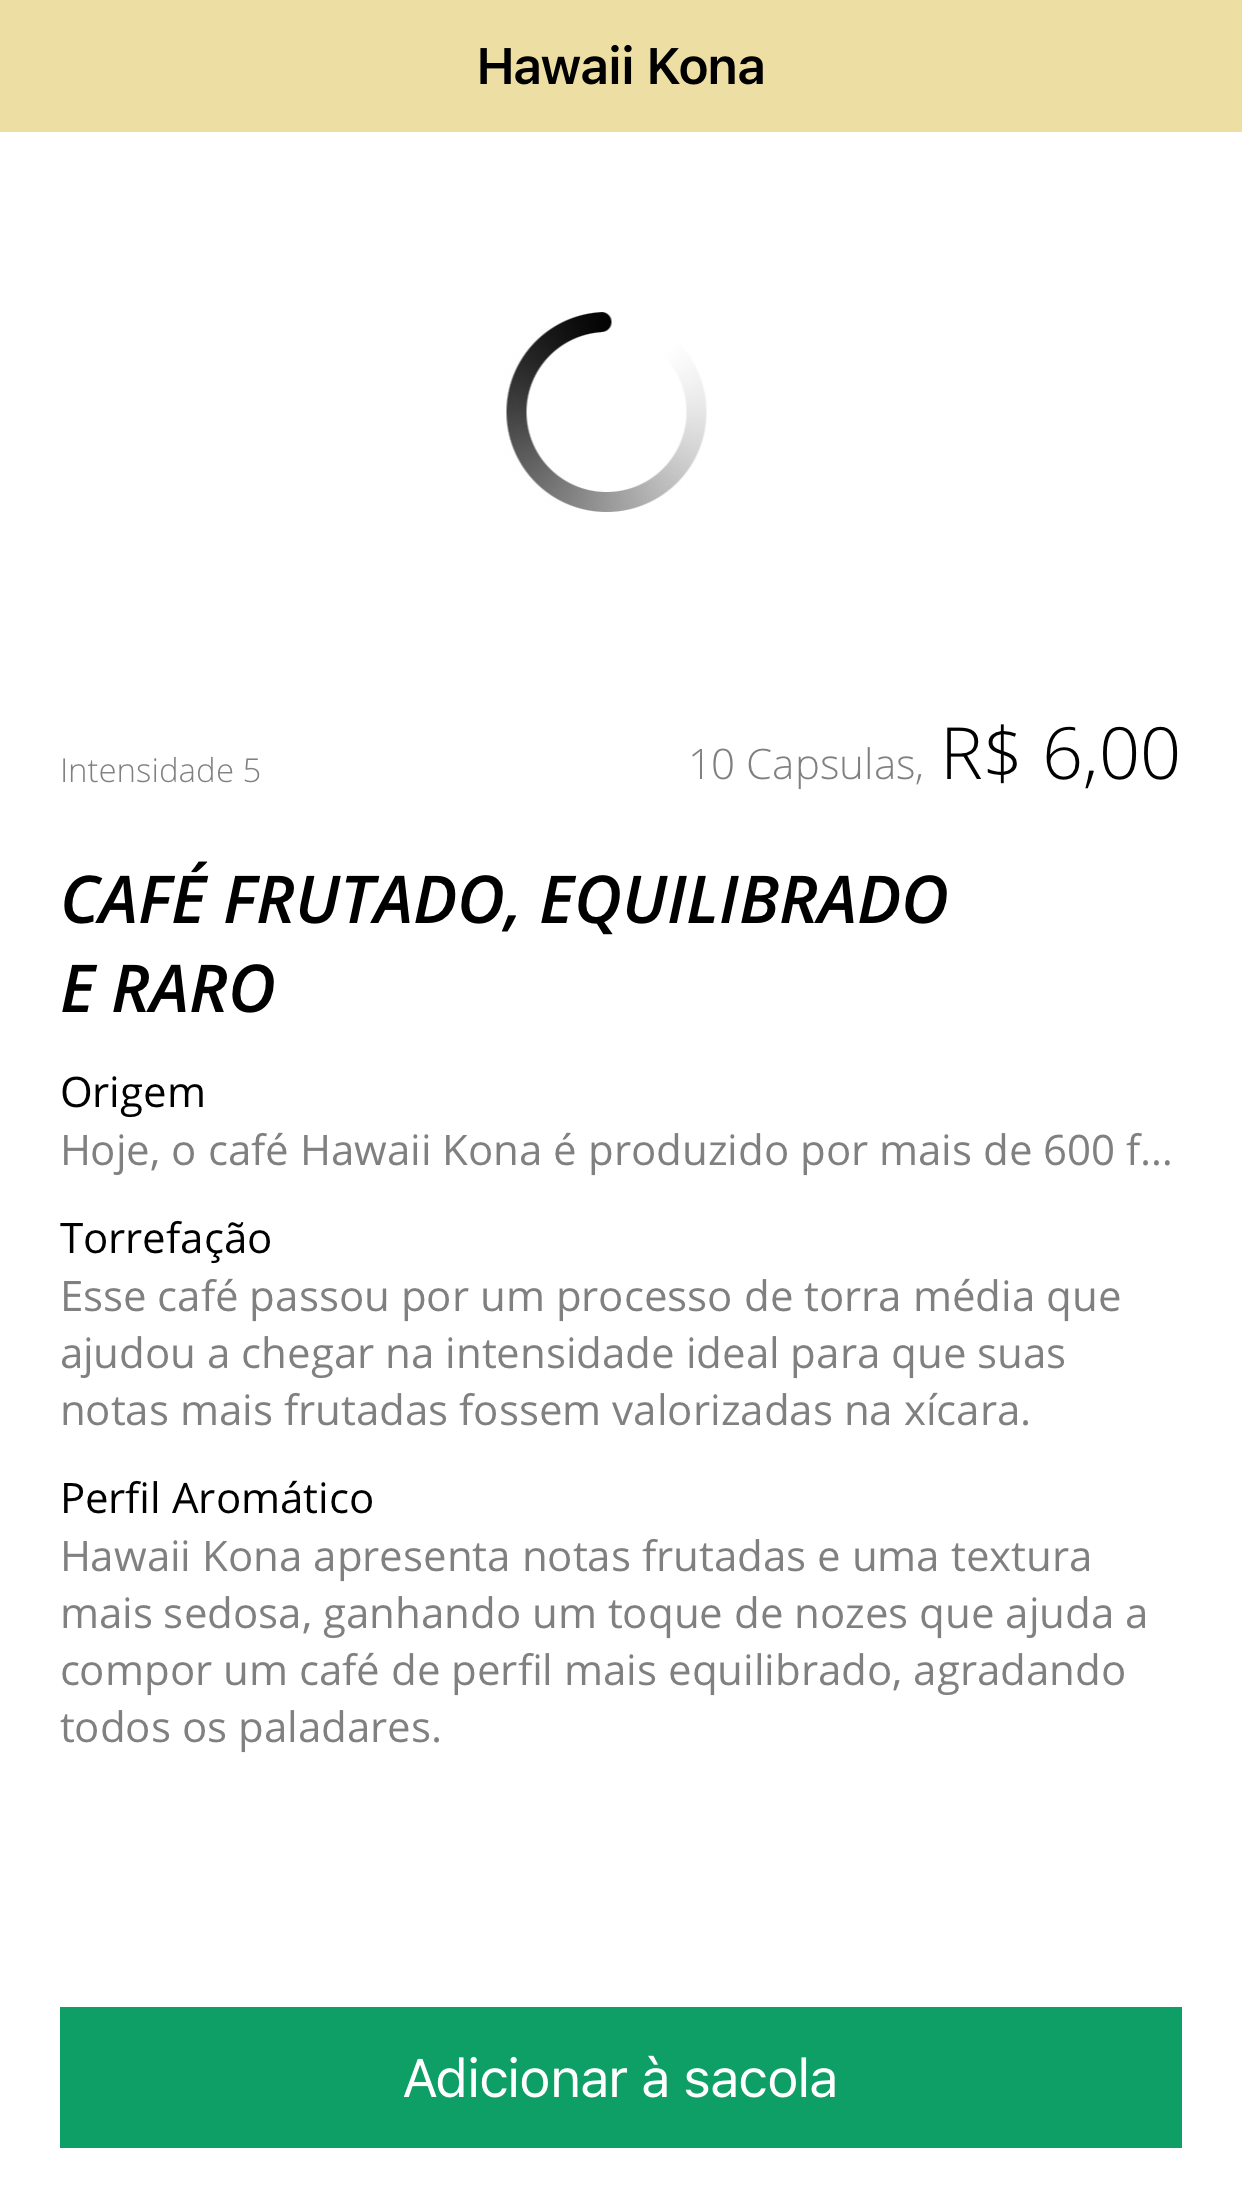 Hawaii Kona
Intensidade 5
10 Capsulas, R$ 6,00
CAFÉ FRUTADO, EQUILIBRADO
E RARO
Origem
Hoje, o café Hawaii Kona é produzido por mais de 600 f...
Torrefação
Esse café passou por um processo de torra média que
ajudou a chegar na intensidade ideal para que suas
notas mais frutadas fossem valorizadas na xícara.
Perfil Aromático
Hawaii Kona apresenta notas frutadas e uma textura
mais sedosa, ganhando um toque de nozes que ajuda a
compor um café de perfil mais equilibrado, agradando
todos os paladares.
Adicionar à sacola